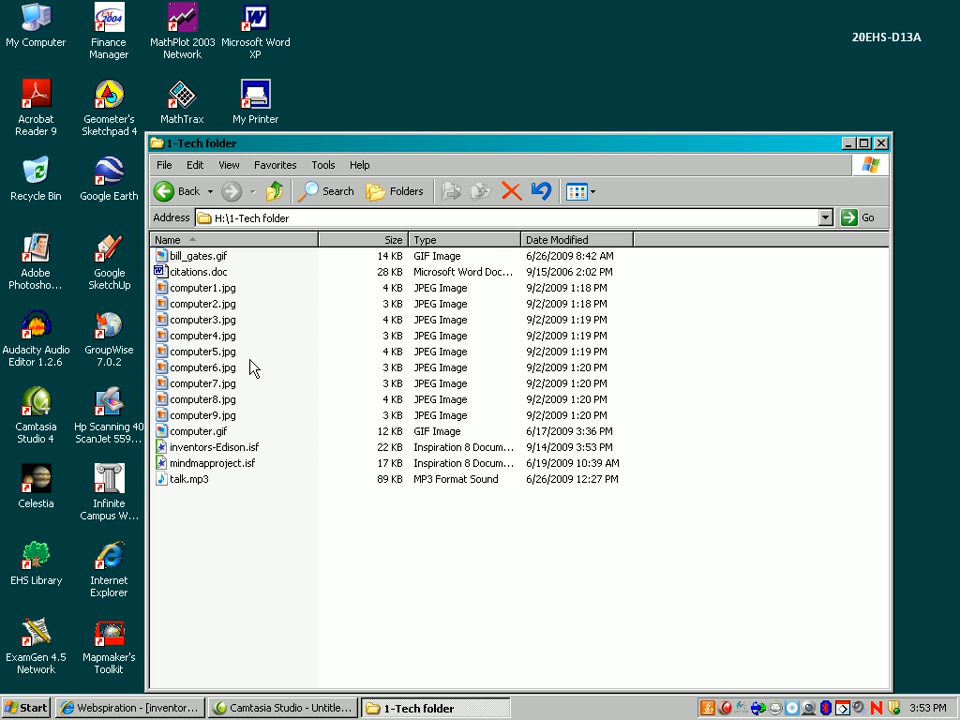 My Computer
Finance Manager
MathPlot 2003 Network
Microsoft Word XP
20EHS-D13A
Acrobat Reader 9
Geometer's Sketchpad 4
MathTrax
My Printer
Recycle Bin
Google Earth
Adobe Photosho...
Google SketchUp
Audacity Audio Editor 1.2.6
GroupWise 7.0.2
Camtasia Studio 4
Hp Scanning 40 ScanJet 559...
Celestia
Infinite Campus W...
EHS Library
Internet Explorer
ExamGen 4.5 Network
Mapmaker's Toolkit
1-Tech folder
File Edit View Favorites Tools Help
Back Search Folders
Address H:\1-Tech folder Go
Name Size Type Date Modified
bill_gates.gif 14 KB GIF Image 6/26/2009 8:42 AM
citations.doc 28 KB Microsoft Word Doc... 9/15/2006 2:02 PM
computer1.jpg 4 KB JPEG Image 9/2/2009 1:18 PM
computer2.jpg 3 KB JPEG Image 9/2/2009 1:18 PM
computer3.jpg 4 KB JPEG Image 9/2/2009 1:19 PM
computer4.jpg 3 KB JPEG Image 9/2/2009 1:19 PM
computer5.jpg 4 KB JPEG Image 9/2/2009 1:19 PM
computer6.jpg 3 KB JPEG Image 9/2/2009 1:20 PM
computer7.jpg 3 KB JPEG Image 9/2/2009 1:20 PM
computer8.jpg 4 KB JPEG Image 9/2/2009 1:20 PM
computer9.jpg 3 KB JPEG Image 9/2/2009 1:20 PM
computer.gif 12 KB GIF Image 6/17/2009 3:36 PM
inventors-Edison.isf 22 KB Inspiration 8 Docum... 9/14/2009 3:53 PM
mindmapproject.isf 17 KB Inspiration 8 Docum... 6/19/2009 10:39 AM
talk.mp3 89 KB MP3 Format Sound 6/26/2009 12:27 PM
Start Webspiration - [inventor... Camtasia Studio - Untitle... 1-Tech folder 3:53 PM